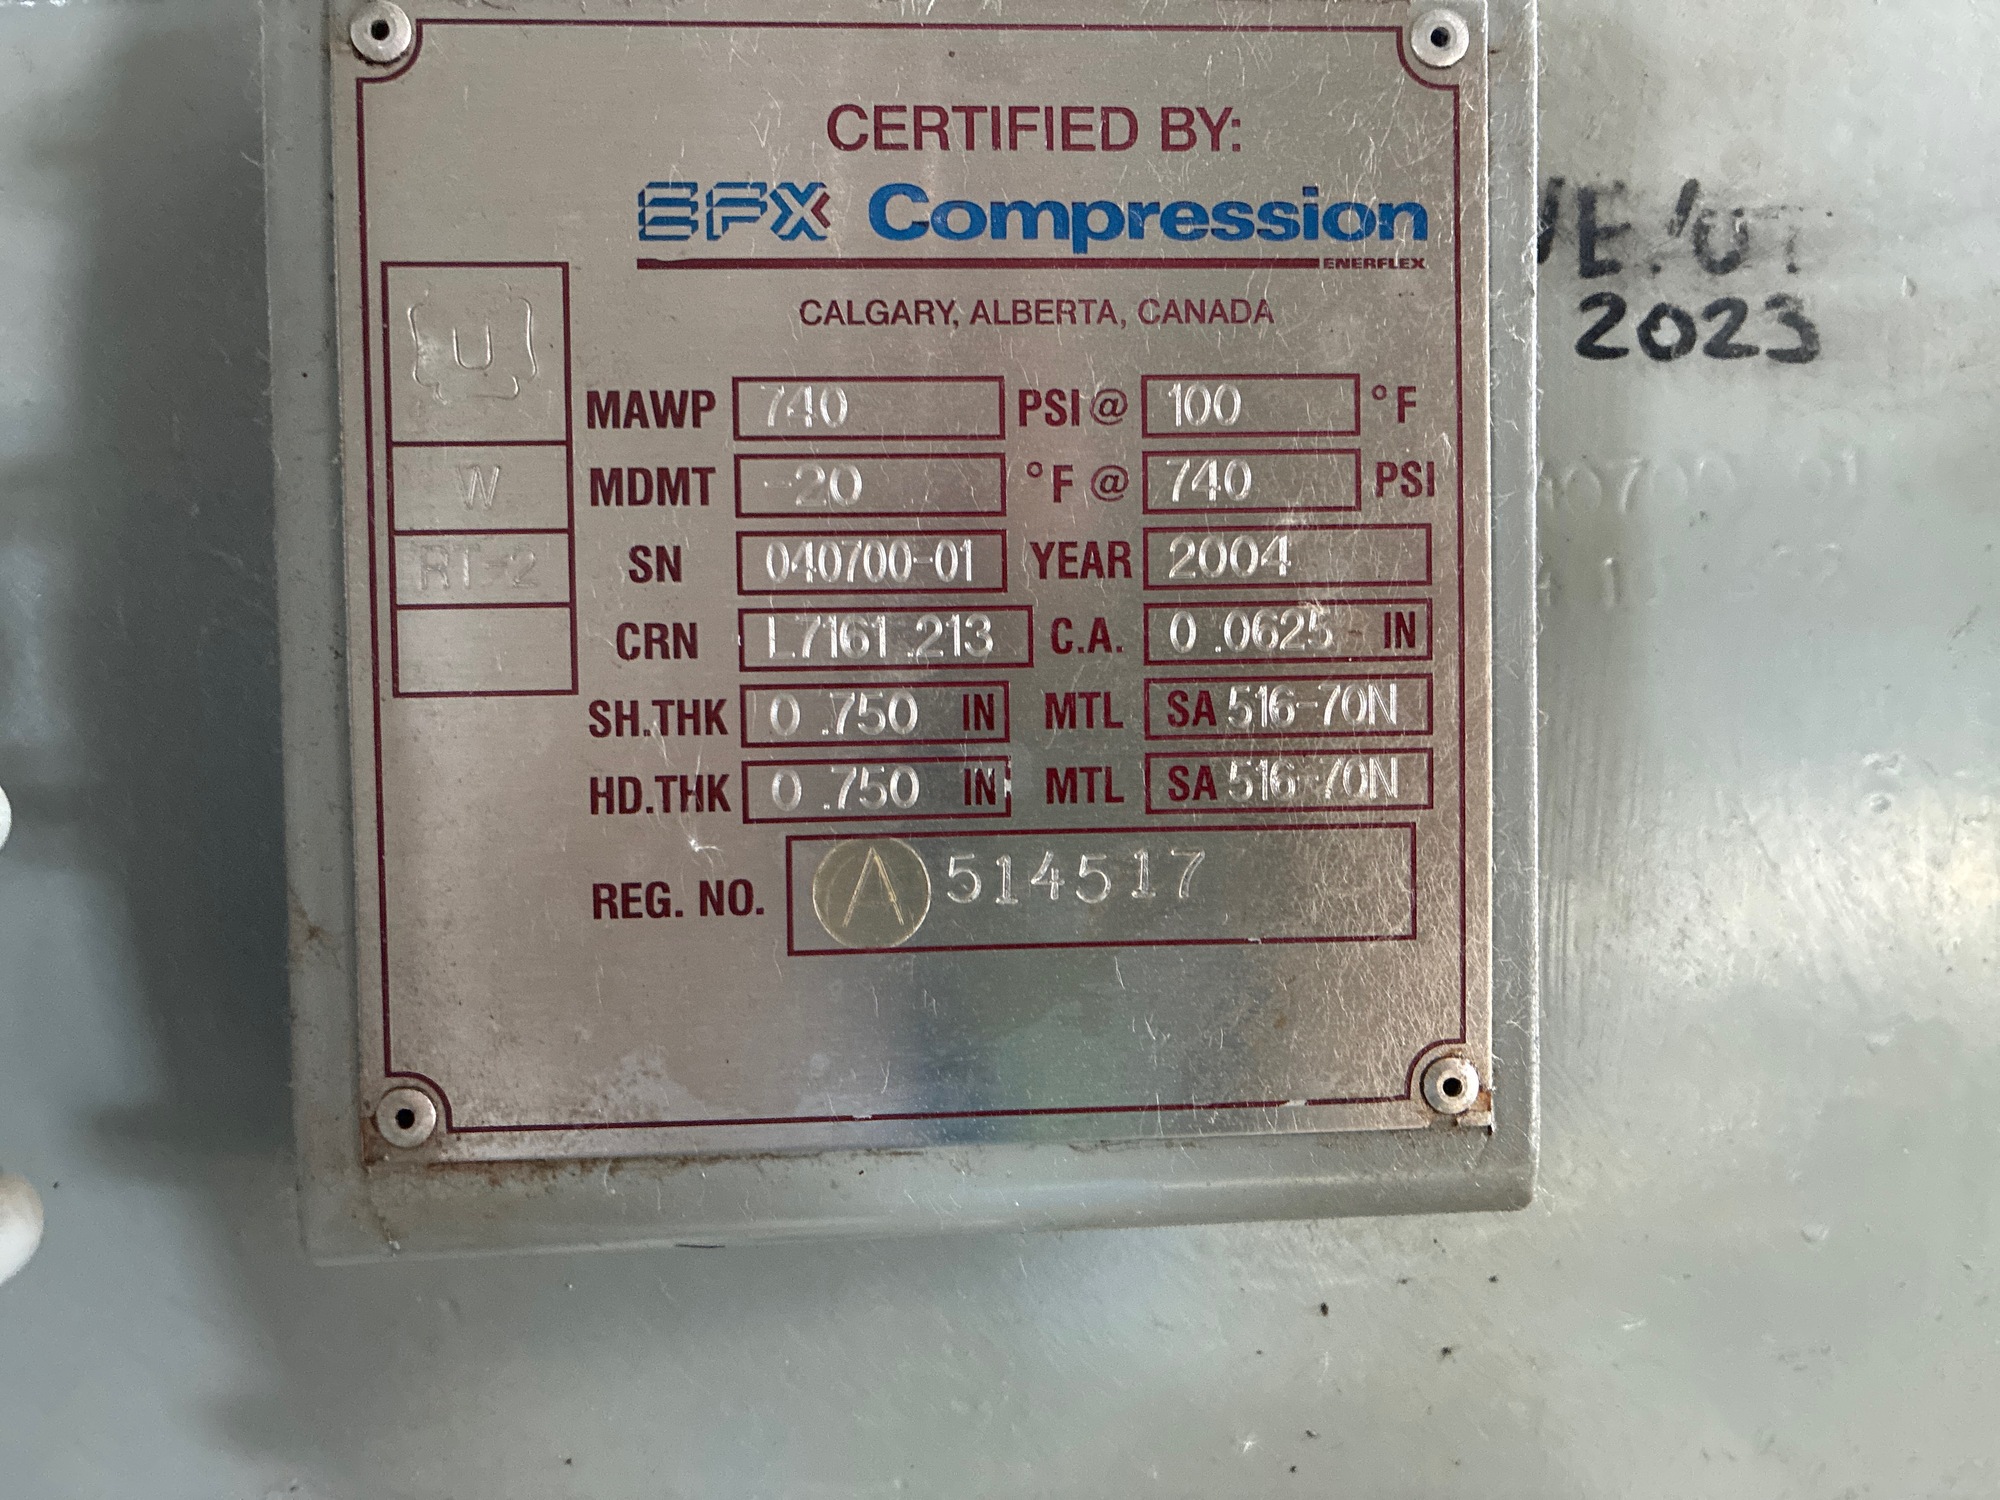 CERTIFIED BY:
EFX Compression
ENERFLEX
CALGARY, ALBERTA, CANADA
U
W
RT-2
MAWP 740 PSI @ 100 °F
MDMT -20 °F @ 740 PSI
SN 040700-01 YEAR 2004
CRN L7161.213 C.A. 0.0625 IN
SH.THK 0.750 IN MTL SA 516-70N
HD.THK 0.750 IN MTL SA 516-70N
REG. NO. A 514517
2023